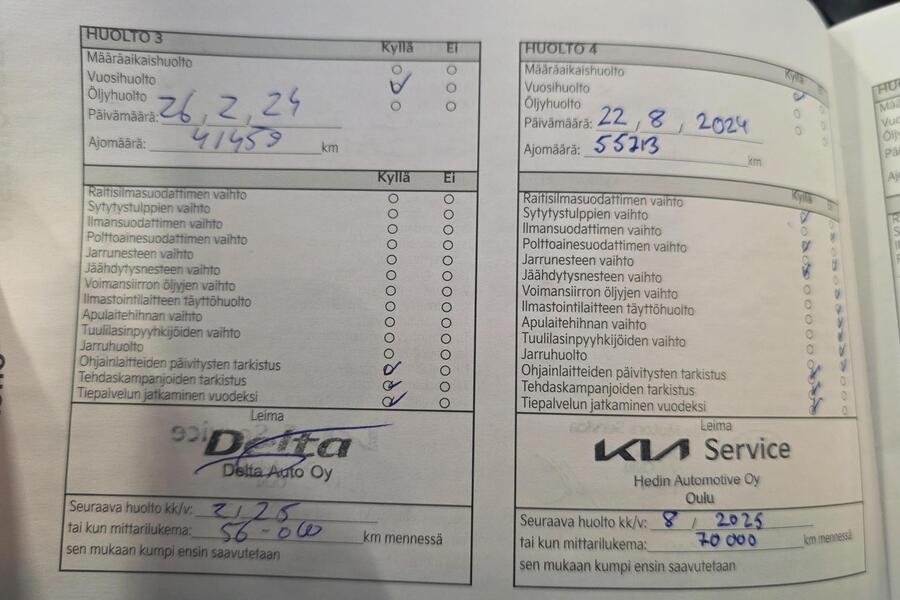 HUOLTO 3
Kyllä Ei
Määräaikaishuolto
Vuosihuolto
Öljyhuolto
Päivämäärä: 26, 2, 24
Ajomäärä: 41459 km
Kyllä Ei
Raitisilmasuodattimen vaihto
Sytytystulppien vaihto
Ilmansuodattimen vaihto
Polttoainesuodattimen vaihto
Jarrunesteen vaihto
Jäähdytysnesteen vaihto
Voimansiirron öljyjen vaihto
Ilmastointilaitteen täyttöhuolto
Apulaitehihnan vaihto
Tuulilasinpyyhkijöiden vaihto
Jarruhuolto
Ohjainlaitteiden päivitysten tarkistus
Tehdaskampanjoiden tarkistus
Tiepalvelun jatkaminen vuodeksi
Leima
Delta
Delta Auto Oy
Seuraava huolto kk/v: 2, 25
tai kun mittarilukema: 56-000 km mennessä
sen mukaan kumpi ensin saavutetaan
HUOLTO 4
Kyllä
Määräaikaishuolto
Vuosihuolto
Öljyhuolto
Päivämäärä: 22, 8, 2024
Ajomäärä: 55713 km
Kyllä
Raitisilmasuodattimen vaihto
Sytytystulppien vaihto
Ilmansuodattimen vaihto
Polttoainesuodattimen vaihto
Jarrunesteen vaihto
Jäähdytysnesteen vaihto
Voimansiirron öljyjen vaihto
Ilmastointilaitteen täyttöhuolto
Apulaitehihnan vaihto
Tuulilasinpyyhkijöiden vaihto
Jarruhuolto
Ohjainlaitteiden päivitysten tarkistus
Tehdaskampanjoiden tarkistus
Tiepalvelun jatkaminen vuodeksi
Leima
KIA Service
Hedin Automotive Oy
Oulu
Seuraava huolto kk/v: 8 / 2025
tai kun mittarilukema: 70 000 km mennessä
sen mukaan kumpi ensin saavutetaan